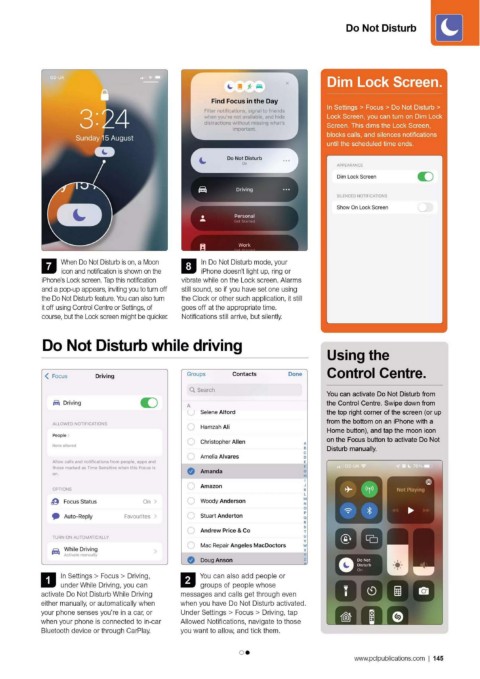 Do Not Disturb
3:24
Sunday 15 August
Find Focus in the Day
Filter notifications, signal to friends
when you're not available, and hide
distractions without missing what's
important.
Do Not Disturb
On
Driving
Personal
Work
7 When Do Not Disturb is on, a Moon
icon and notification is shown on the
iPhone's Lock screen. Tap this notification
and a pop-up appears, inviting you to turn off
the Do Not Disturb feature. You can also turn
it off using Control Centre or Settings, of
course, but the Lock screen might be quicker.
8 In Do Not Disturb mode, your
iPhone doesn't light up, ring or
vibrate while on the Lock screen. Alarms
still sound, so if you have set one using
the Clock or other such application, it still
goes off at the appropriate time.
Notifications still arrive, but silently.
Dim Lock Screen.
In Settings > Focus > Do Not Disturb >
Lock Screen, you can turn on Dim Lock
Screen. This dims the Lock Screen,
blocks calls, and silences notifications
until the scheduled time ends.
APPEARANCE
Dim Lock Screen
SILENCED NOTIFICATIONS
Show On Lock Screen
Do Not Disturb while driving
Focus
Driving
Driving
ALLOWED NOTIFICATIONS
People
None allowed
Allow calls and notifications from people, apps and
those marked as Time Sensitive when this Focus is
on.
OPTIONS
Focus Status On
Auto-Reply Favourites
TURN ON AUTOMATICALLY
While Driving
Activate manually
1 In Settings > Focus > Driving,
under While Driving, you can
activate Do Not Disturb While Driving
either manually, or automatically when
your phone senses you're in a car, or
when your phone is connected to in-car
Bluetooth device or through CarPlay.
Groups Contacts Done
Search
A
Selene Alford
Hamzah Ali
Christopher Allen
Amelia Alvares
Amanda
Amazon
Woody Anderson
Stuart Anderton
Andrew Price & Co
Mac Repair Angeles MacDoctors
Doug Anson
2 You can also add people or
groups of people whose
messages and calls get through even
when you have Do Not Disturb activated.
Under Settings > Focus > Driving, tap
Allowed Notifications, navigate to those
you want to allow, and tick them.
Using the
Control Centre.
You can activate Do Not Disturb from
the Control Centre. Swipe down from
the top right corner of the screen (or up
from the bottom on an iPhone with a
Home button), and tap the moon icon
on the Focus button to activate Do Not
Disturb manually.
Not Playing
Do Not
Disturb
On
www.pclpublications.com | 145